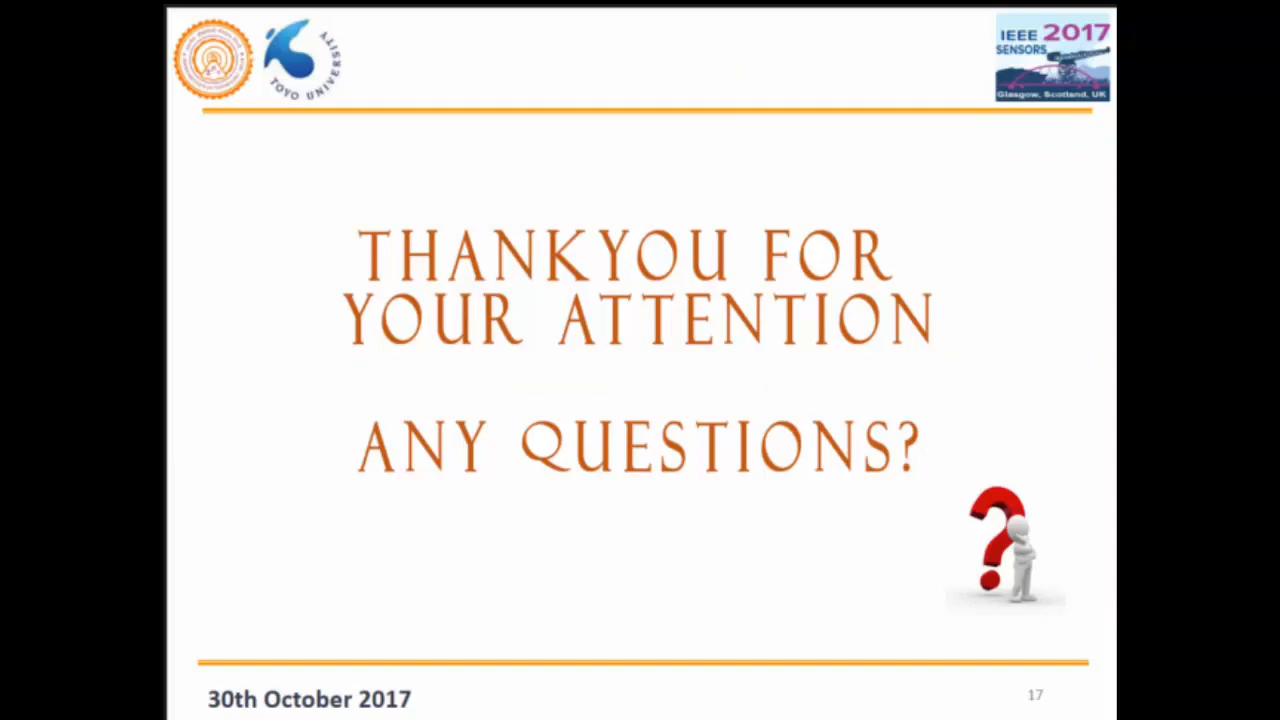 TOYO UNIVERSITY
IEEE 2017
SENSORS
Glasgow, Scotland, UK
THANKYOU FOR
YOUR ATTENTION
ANY QUESTIONS?
30th October 2017
17